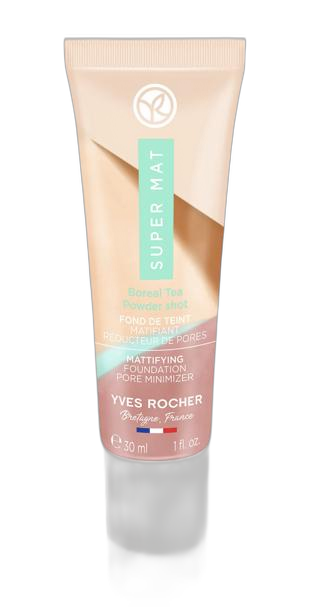 SUPER MAT
Boreal Tea
Powder shot
FOND DE TEINT
MATIFIANT
RÉDUCTEUR DE PORES
MATTIFYING
FOUNDATION
PORE MINIMIZER
YVES ROCHER
Bretagne, France
℮ 30 ml 1 fl. oz.